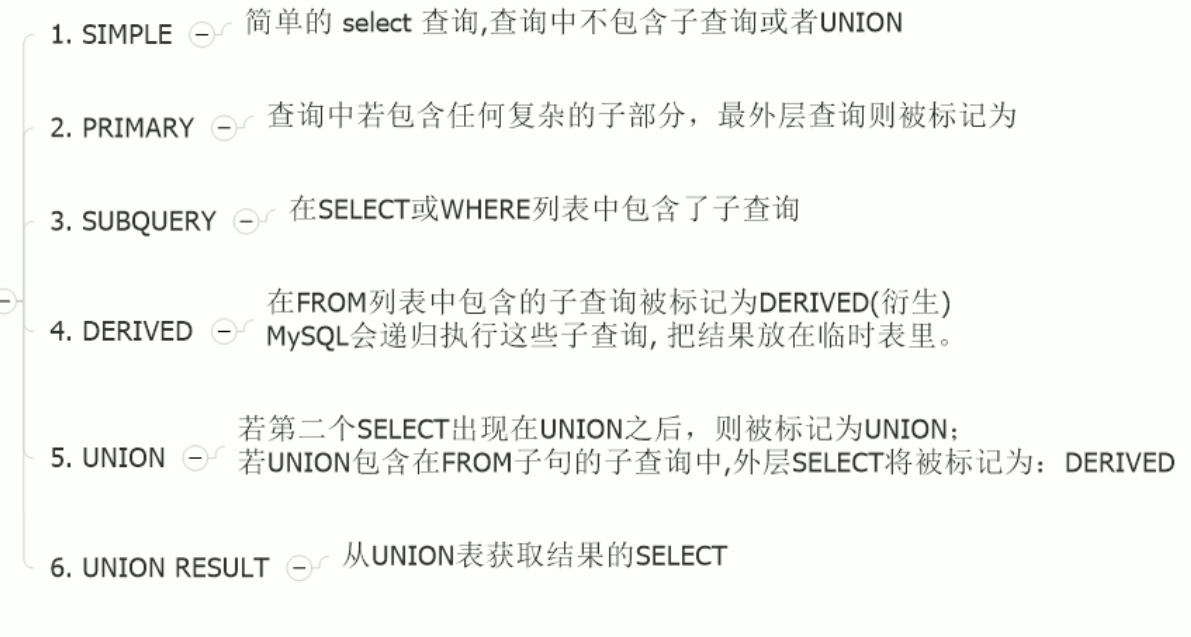 1. SIMPLE
简单的 select 查询,查询中不包含子查询或者UNION
2. PRIMARY
查询中若包含任何复杂的子部分，最外层查询则被标记为
3. SUBQUERY
在SELECT或WHERE列表中包含了子查询
4. DERIVED
在FROM列表中包含的子查询被标记为DERIVED(衍生)
MySQL会递归执行这些子查询, 把结果放在临时表里。
5. UNION
若第二个SELECT出现在UNION之后，则被标记为UNION；
若UNION包含在FROM子句的子查询中,外层SELECT将被标记为：DERIVED
6. UNION RESULT
从UNION表获取结果的SELECT